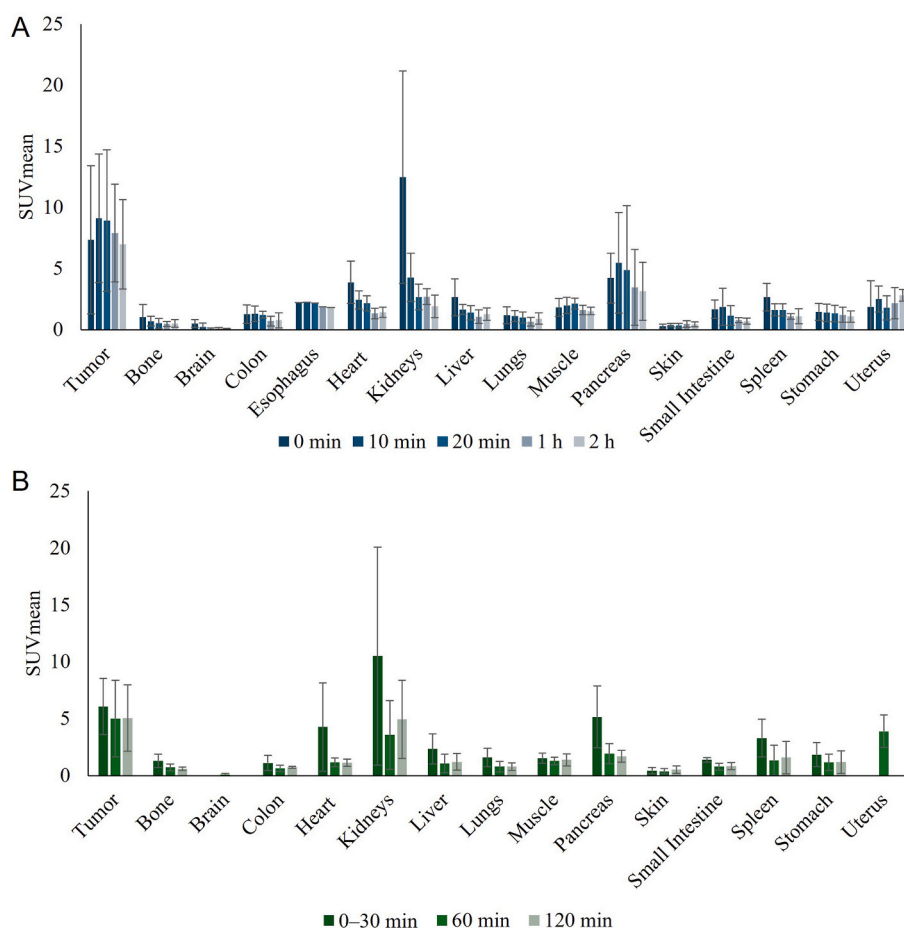 A
25
20
15
10
5
0
SUVmean
Tumor
Bone
Brain
Colon
Esophagus
Heart
Kidneys
Liver
Lungs
Muscle
Pancreas
Skin
Small Intestine
Spleen
Stomach
Uterus
0 min 10 min 20 min 1 h 2 h
B
25
20
15
10
5
0
SUVmean
Tumor
Bone
Brain
Colon
Heart
Kidneys
Liver
Lungs
Muscle
Pancreas
Skin
Small Intestine
Spleen
Stomach
Uterus
0–30 min 60 min 120 min